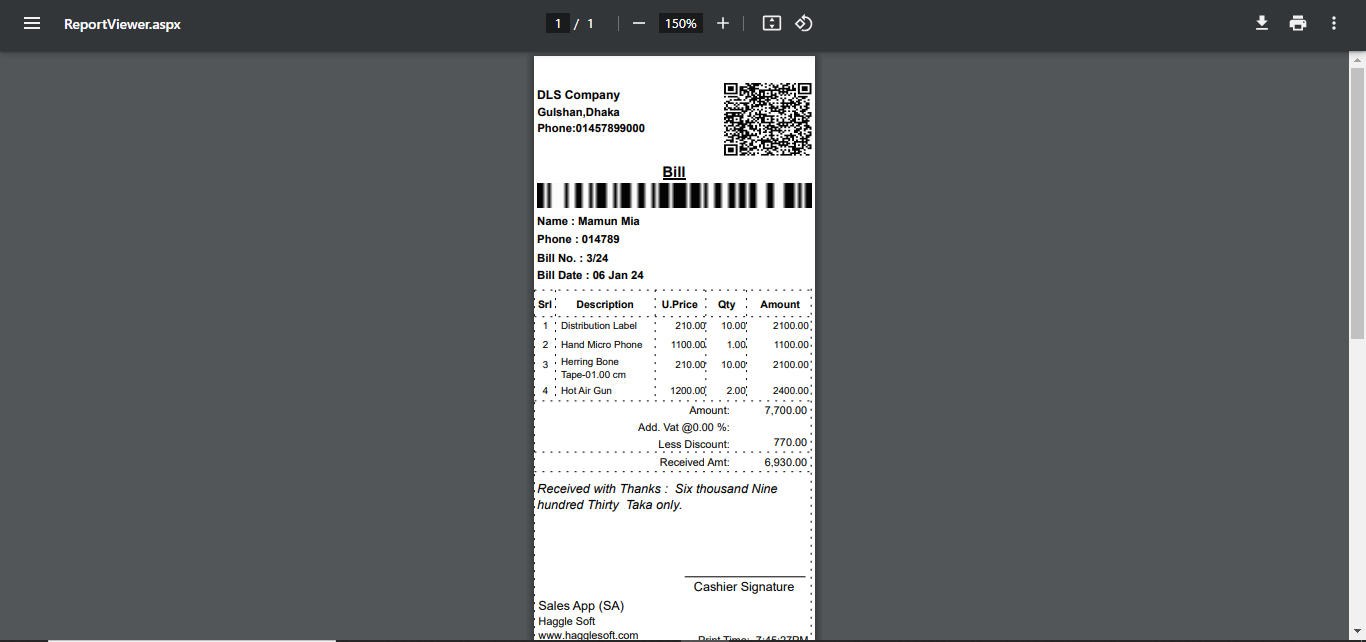 ReportViewer.aspx
1 / 1
150%
DLS Company
Gulshan,Dhaka
Phone:01457899000
Bill
Name : Mamun Mia
Phone : 014789
Bill No. : 3/24
Bill Date : 06 Jan 24
Srl Description U.Price Qty Amount
1 Distribution Label 210.00 10.00 2100.00
2 Hand Micro Phone 1100.00 1.00 1100.00
3 Herring Bone 210.00 10.00 2100.00
Tape-01.00 cm
4 Hot Air Gun 1200.00 2.00 2400.00
Amount: 7,700.00
Add. Vat @0.00 %:
Less Discount: 770.00
Received Amt: 6,930.00
Received with Thanks : Six thousand Nine
hundred Thirty Taka only.
Cashier Signature
Sales App (SA)
Haggle Soft
www.hagglesoft.com Print Time: 7:45:27PM